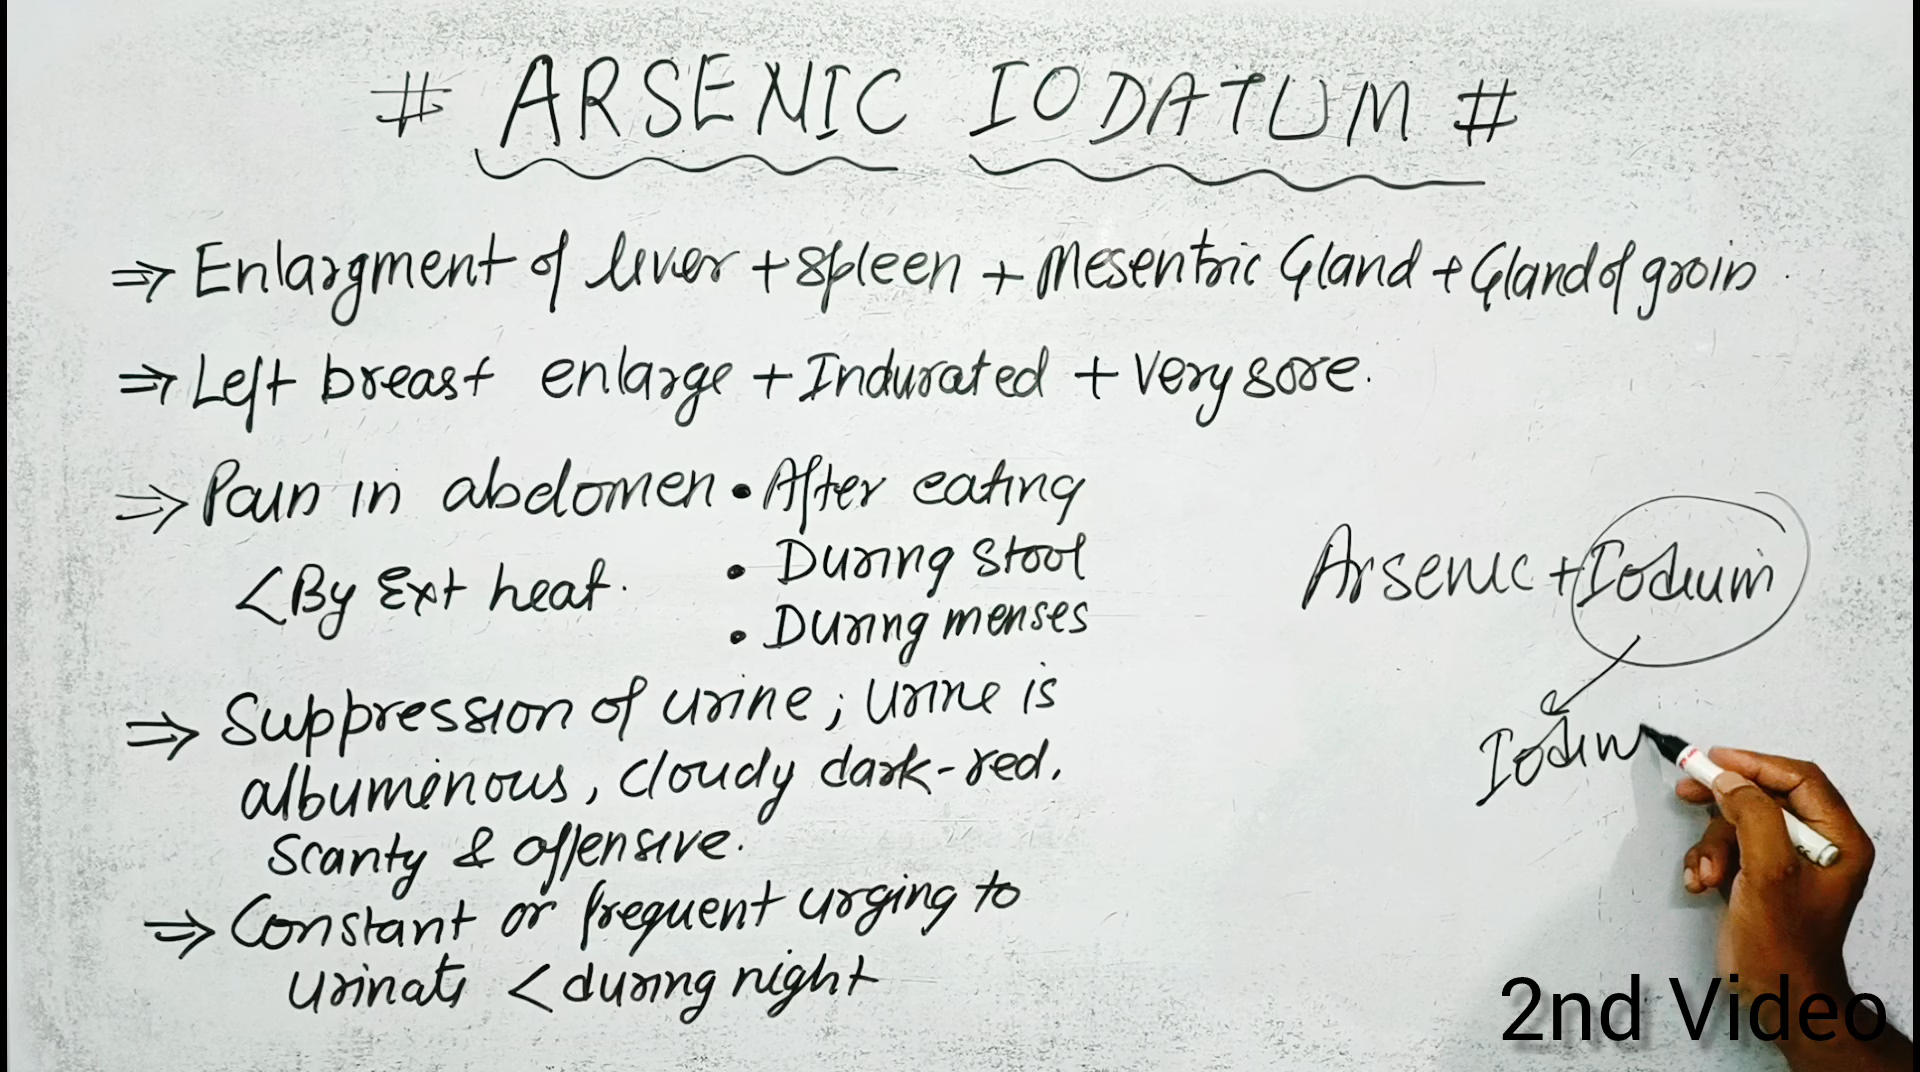 # ARSENIC IODATUM #
⇒ Enlargment of liver + spleen + Mesentric Gland + Gland of groin.
⇒ Left breast enlarge + Indurated + Very sore.
⇒ Pain in abdomen • After eating
< By Ext heat. • During stool
• During menses
⇒ Suppression of urine; urine is
albuminous, cloudy dark-red,
scanty & offensive.
⇒ Constant or frequent urging to
urinate < during night
Arsenic + Iodium
Iodium
2nd Video